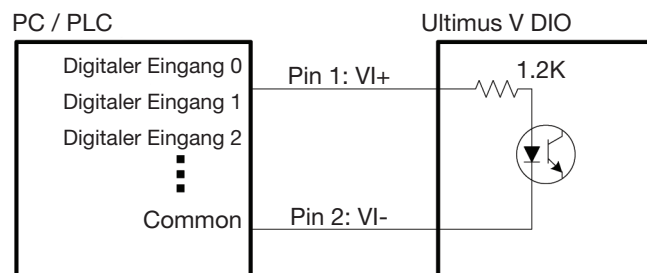 PC / PLC
Ultimus V DIO
Digitaler Eingang 0
Digitaler Eingang 1
Digitaler Eingang 2
Common
Pin 1: VI+
Pin 2: VI-
1.2K